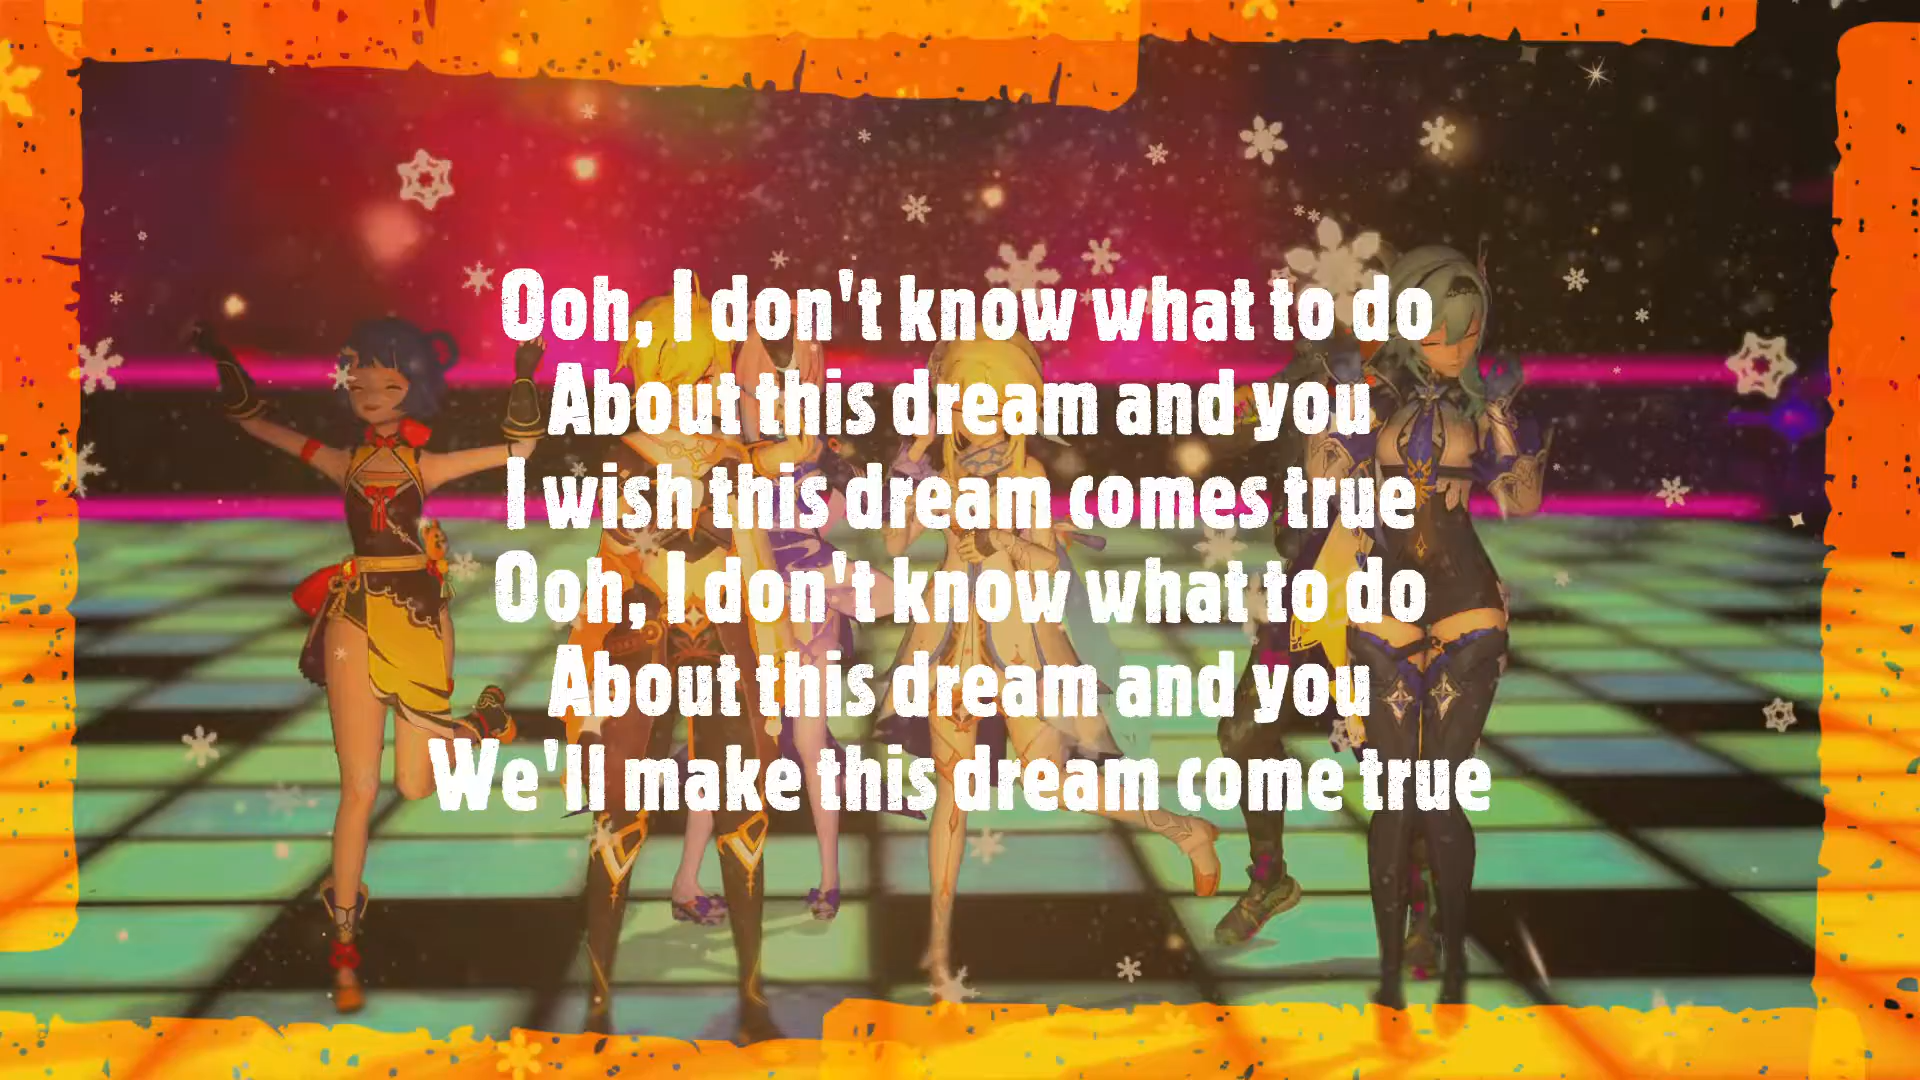 Ooh, I don't know what to do
About this dream and you
I wish this dream comes true
Ooh, I don't know what to do
About this dream and you
We'll make this dream come true